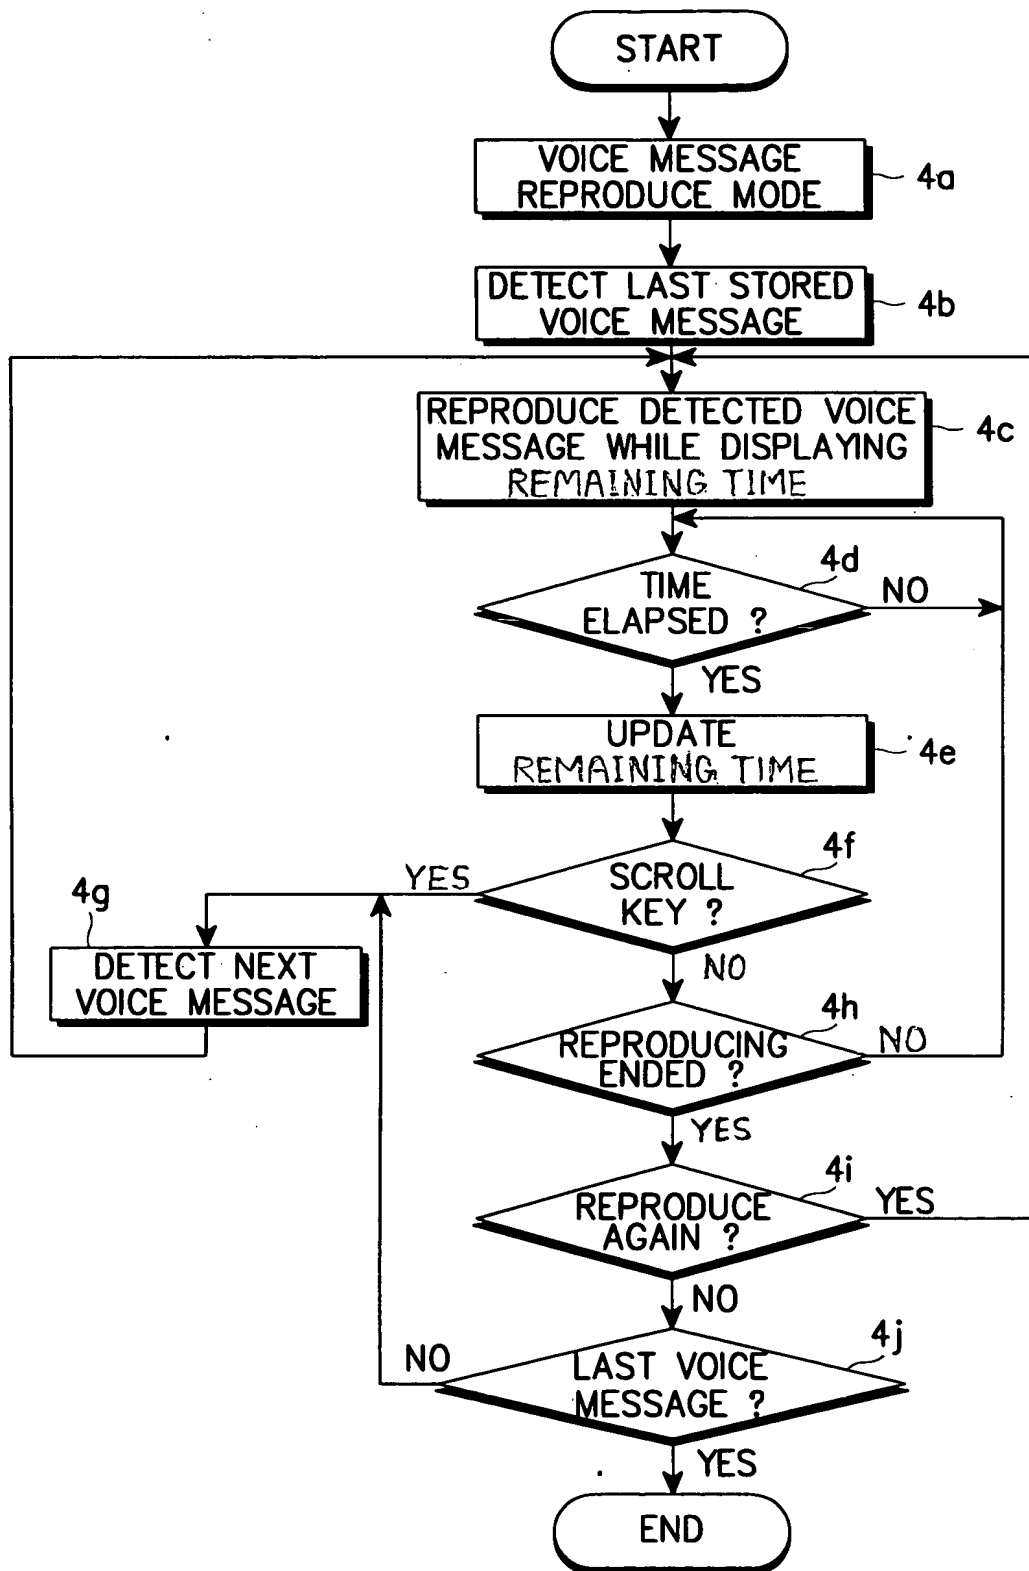 START
VOICE MESSAGE
REPRODUCE MODE
4a
DETECT LAST STORED
VOICE MESSAGE
4b
REPRODUCE DETECTED VOICE
MESSAGE WHILE DISPLAYING
REMAINING TIME
4c
4d
TIME
ELAPSED ?
NO
YES
UPDATE
REMAINING TIME
4e
4f
SCROLL
KEY ?
YES
4g
DETECT NEXT
VOICE MESSAGE
NO
4h
REPRODUCING
ENDED ?
NO
YES
4i
REPRODUCE
AGAIN ?
YES
NO
4j
LAST VOICE
MESSAGE ?
NO
YES
END